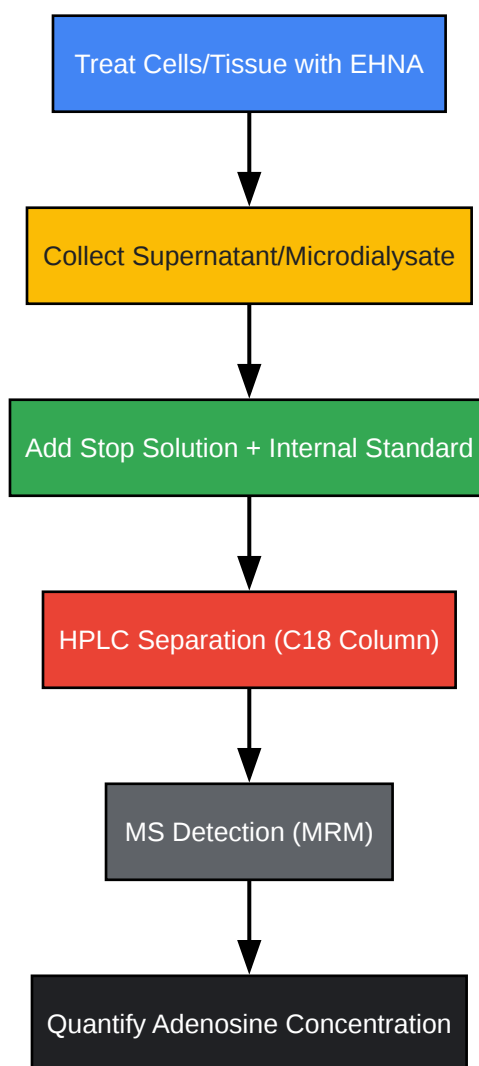 Treat Cells/Tissue with EHNA
Collect Supernatant/Microdialysate
Add Stop Solution + Internal Standard
HPLC Separation (C18 Column)
MS Detection (MRM)
Quantify Adenosine Concentration